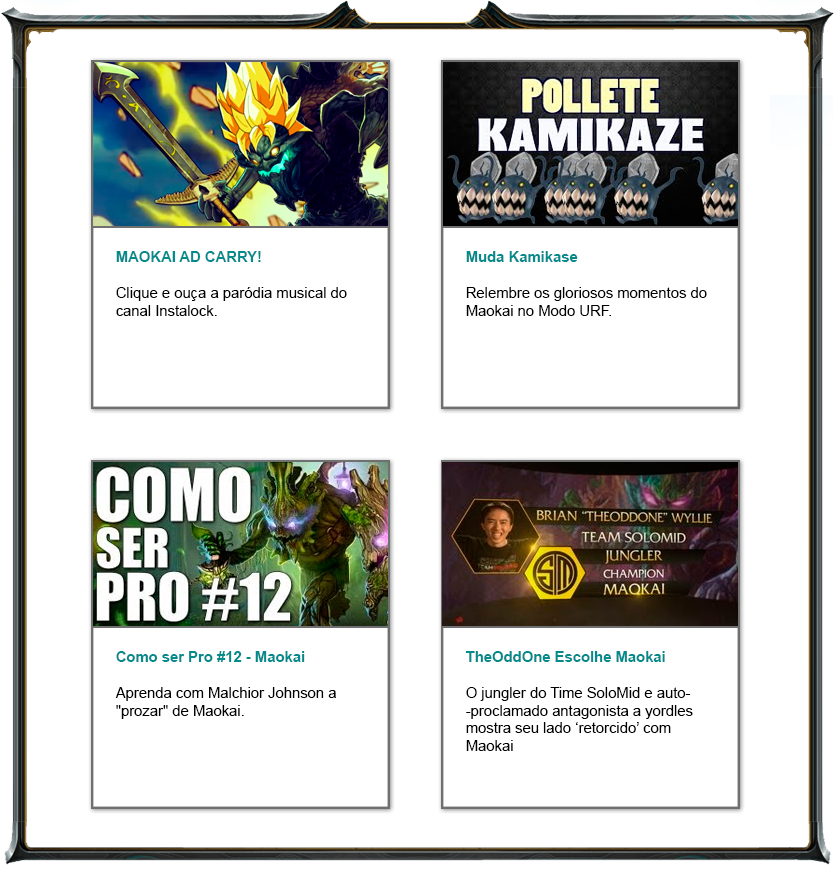 POLLETE
KAMIKAZE
MAOKAI AD CARRY!
Clique e ouça a paródia musical do
canal Instalock.
Muda Kamikase
Relembre os gloriosos momentos do
Maokai no Modo URF.
COMO
SER
PRO #12
BRIAN "THEODDONE" WYLLIE
TEAM SOLOMID
JUNGLER
CHAMPION
MAOKAI
Como ser Pro #12 - Maokai
Aprenda com Malchior Johnson a
"prozar" de Maokai.
TheOddOne Escolhe Maokai
O jungler do Time SoloMid e auto-
-proclamado antagonista a yordles
mostra seu lado ‘retorcido’ com
Maokai